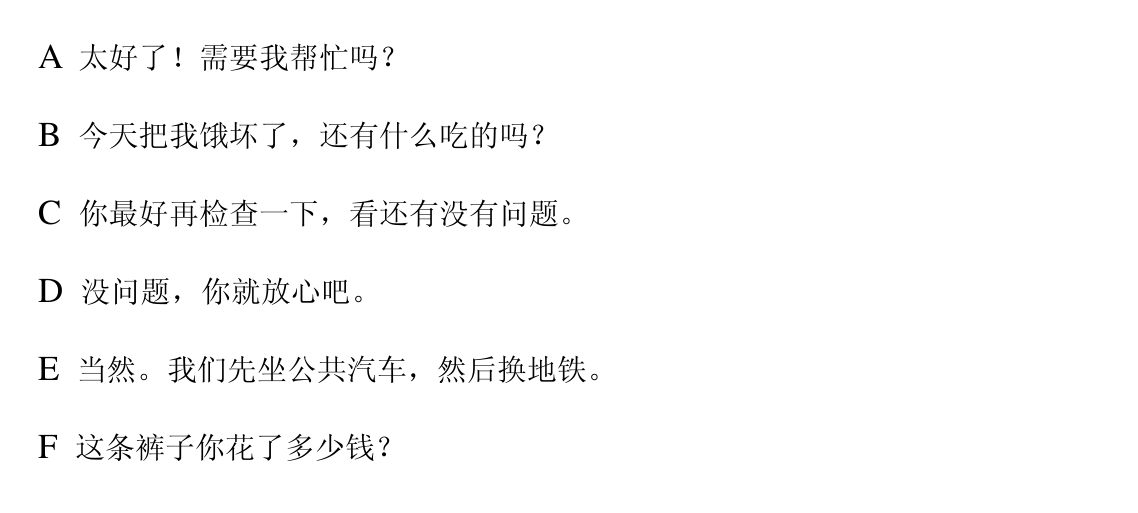 A 太好了！需要我帮忙吗？
B 今天把我饿坏了，还有什么吃的吗？
C 你最好再检查一下，看还有没有问题。
D 没问题，你就放心吧。
E 当然。我们先坐公共汽车，然后换地铁。
F 这条裤子你花了多少钱？